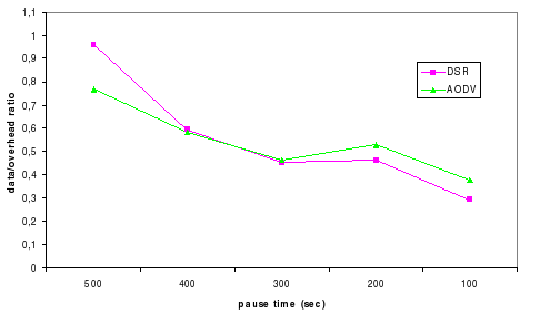 1,1
1
0,9
0,8
0,7
0,6
0,5
0,4
0,3
0,2
0,1
0
data/overhead ratio
DSR
AODV
500 400 300 200 100
pause time (sec)